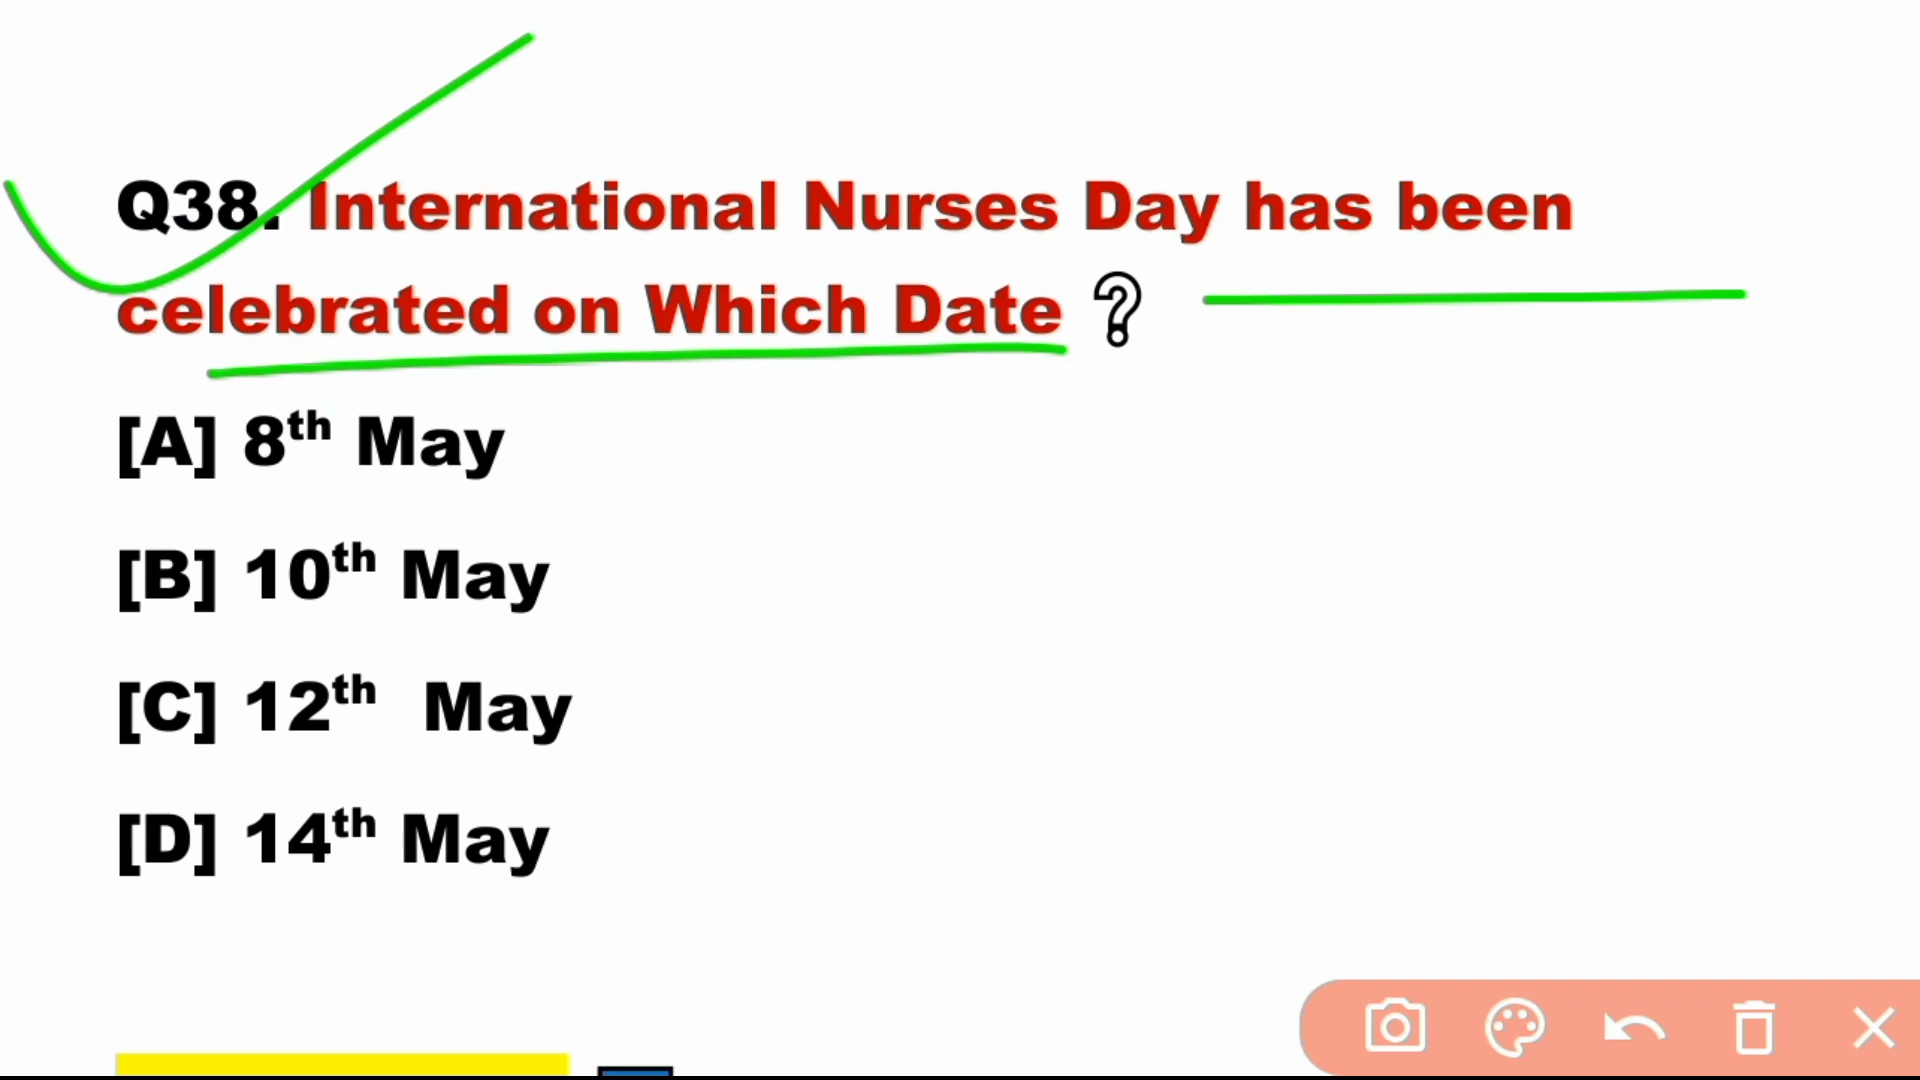 Q38. International Nurses Day has been
celebrated on Which Date ?
[A] 8th May
[B] 10th May
[C] 12th May
[D] 14th May